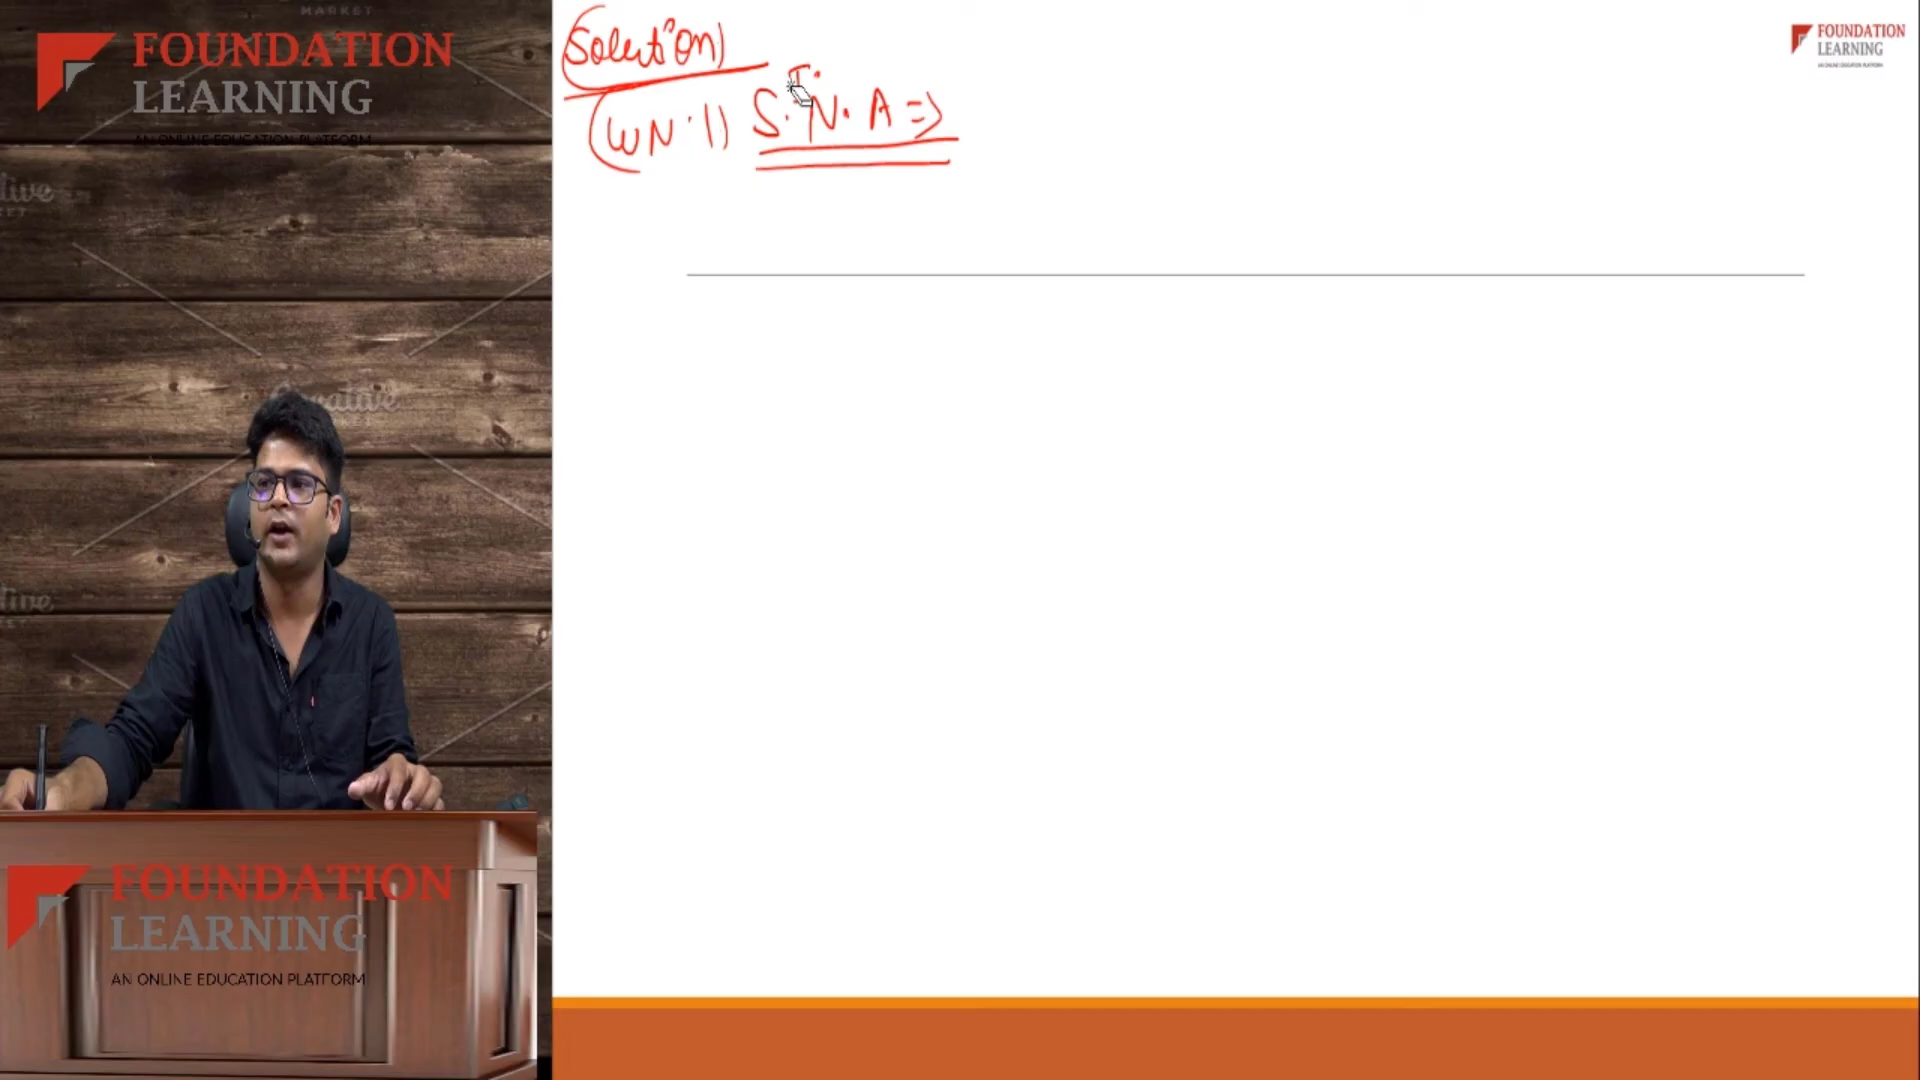 MARKET
FOUNDATION
LEARNING
AN ONLINE EDUCATION PLATFORM
Creative
FOUNDATION
LEARNING
AN ONLINE EDUCATION PLATFORM
Solution)
(WN.1) S. N. A =>
I.
FOUNDATION
LEARNING
AN ONLINE EDUCATION PLATFORM